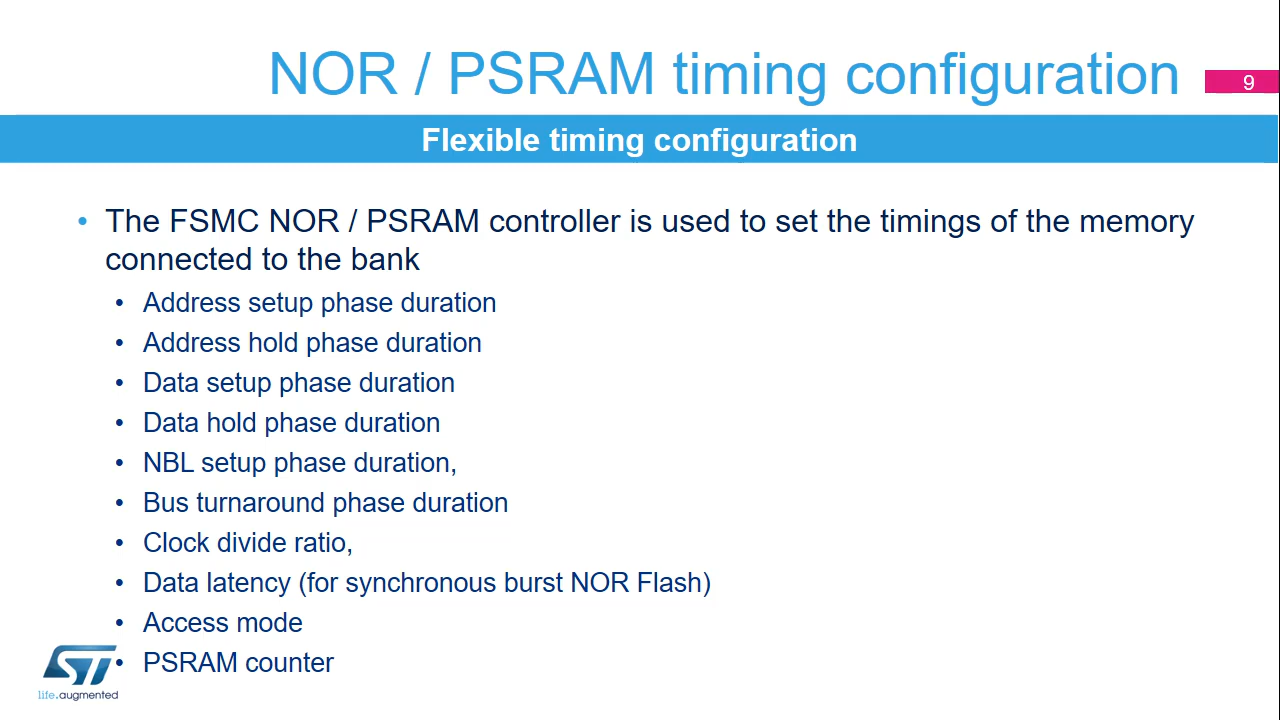 NOR / PSRAM timing configuration
9
Flexible timing configuration
• The FSMC NOR / PSRAM controller is used to set the timings of the memory
connected to the bank
• Address setup phase duration
• Address hold phase duration
• Data setup phase duration
• Data hold phase duration
• NBL setup phase duration,
• Bus turnaround phase duration
• Clock divide ratio,
• Data latency (for synchronous burst NOR Flash)
• Access mode
• PSRAM counter
ST
life.augmented